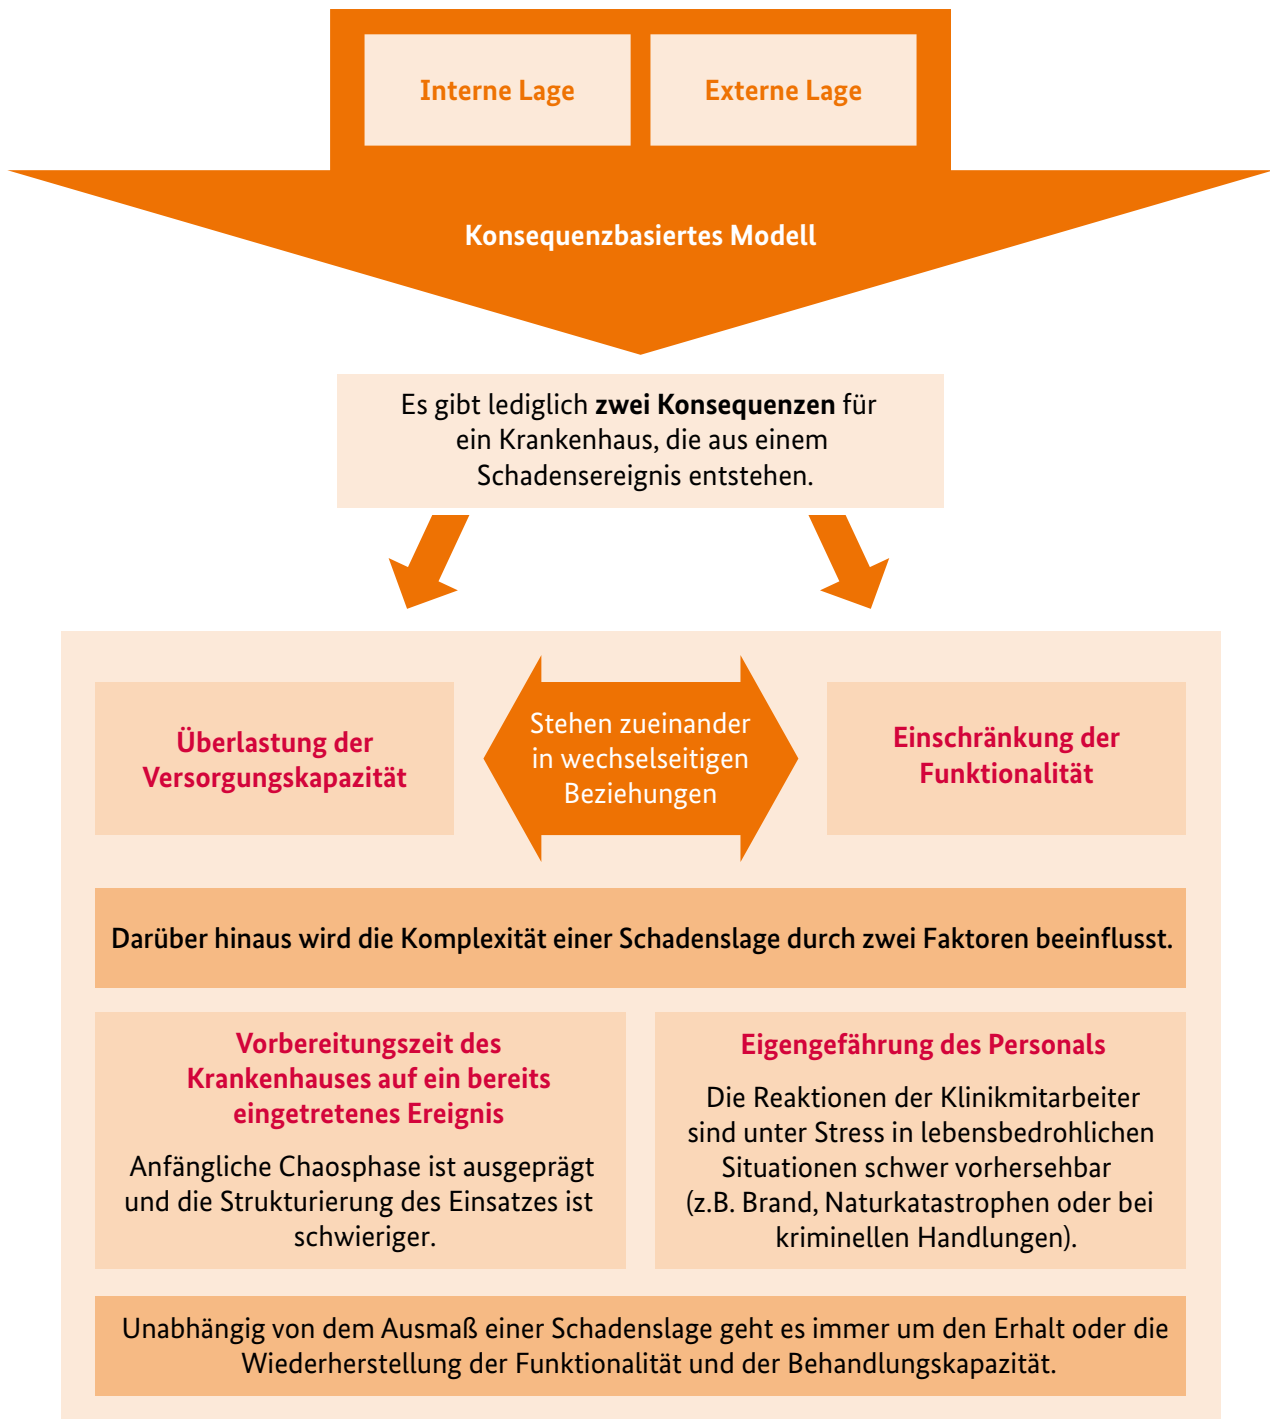 Interne Lage
Externe Lage
Konsequenzbasiertes Modell
Es gibt lediglich zwei Konsequenzen für
ein Krankenhaus, die aus einem
Schadensereignis entstehen.
Überlastung der
Versorgungskapazität
Stehen zueinander
in wechselseitigen
Beziehungen
Einschränkung der
Funktionalität
Darüber hinaus wird die Komplexität einer Schadenslage durch zwei Faktoren beeinflusst.
Vorbereitungszeit des
Krankenhauses auf ein bereits
eingetretenes Ereignis
Anfängliche Chaosphase ist ausgeprägt
und die Strukturierung des Einsatzes ist
schwieriger.
Eigengefährung des Personals
Die Reaktionen der Klinikmitarbeiter
sind unter Stress in lebensbedrohlichen
Situationen schwer vorhersehbar
(z.B. Brand, Naturkatastrophen oder bei
kriminellen Handlungen).
Unabhängig von dem Ausmaß einer Schadenslage geht es immer um den Erhalt oder die
Wiederherstellung der Funktionalität und der Behandlungskapazität.